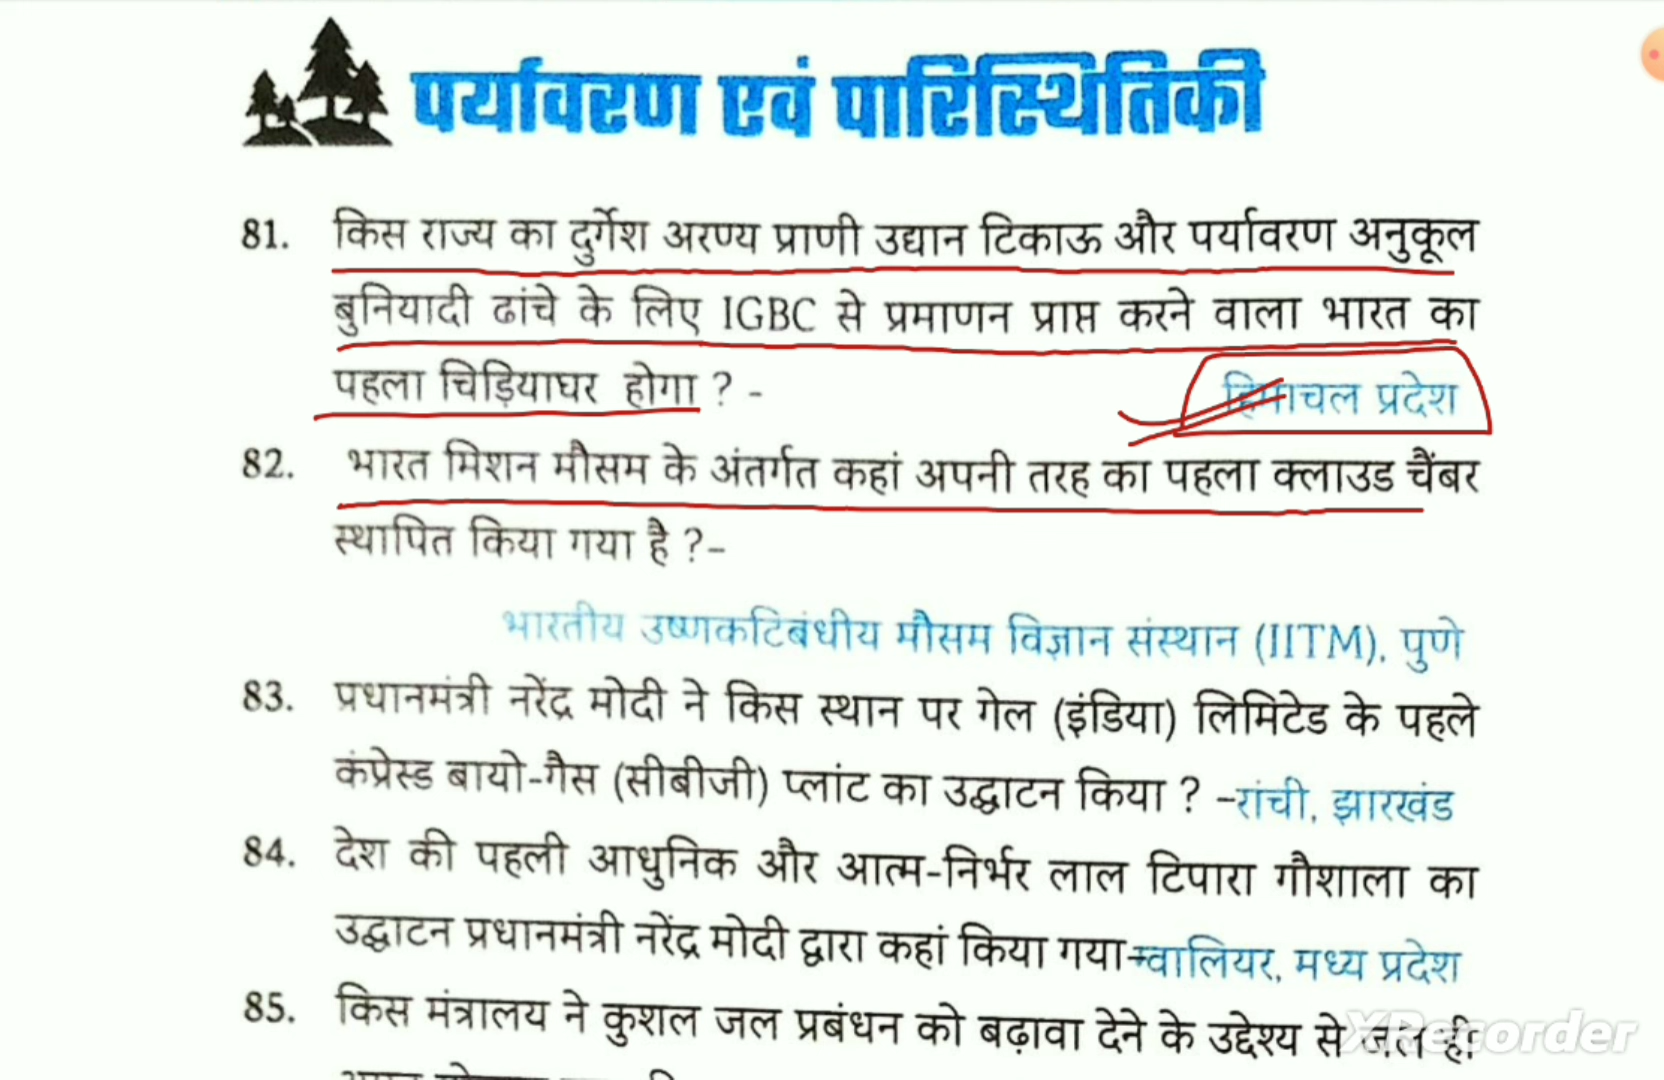 पर्यावरण एवं पारिस्थितिकी
81. किस राज्य का दुर्गेश अरण्य प्राणी उद्यान टिकाऊ और पर्यावरण अनुकूल
बुनियादी ढांचे के लिए IGBC से प्रमाणन प्राप्त करने वाला भारत का
पहला चिड़ियाघर होगा ? - हिमाचल प्रदेश
82. भारत मिशन मौसम के अंतर्गत कहां अपनी तरह का पहला क्लाउड चैंबर
स्थापित किया गया है ?-
भारतीय उष्णकटिबंधीय मौसम विज्ञान संस्थान (IITM), पुणे
83. प्रधानमंत्री नरेंद्र मोदी ने किस स्थान पर गेल (इंडिया) लिमिटेड के पहले
कंप्रेस्ड बायो-गैस (सीबीजी) प्लांट का उद्घाटन किया ? -रांची, झारखंड
84. देश की पहली आधुनिक और आत्म-निर्भर लाल टिपारा गौशाला का
उद्घाटन प्रधानमंत्री नरेंद्र मोदी द्वारा कहां किया गया-ग्वालियर, मध्य प्रदेश
85. किस मंत्रालय ने कुशल जल प्रबंधन को बढ़ावा देने के उद्देश्य से जल ही
XRecorder